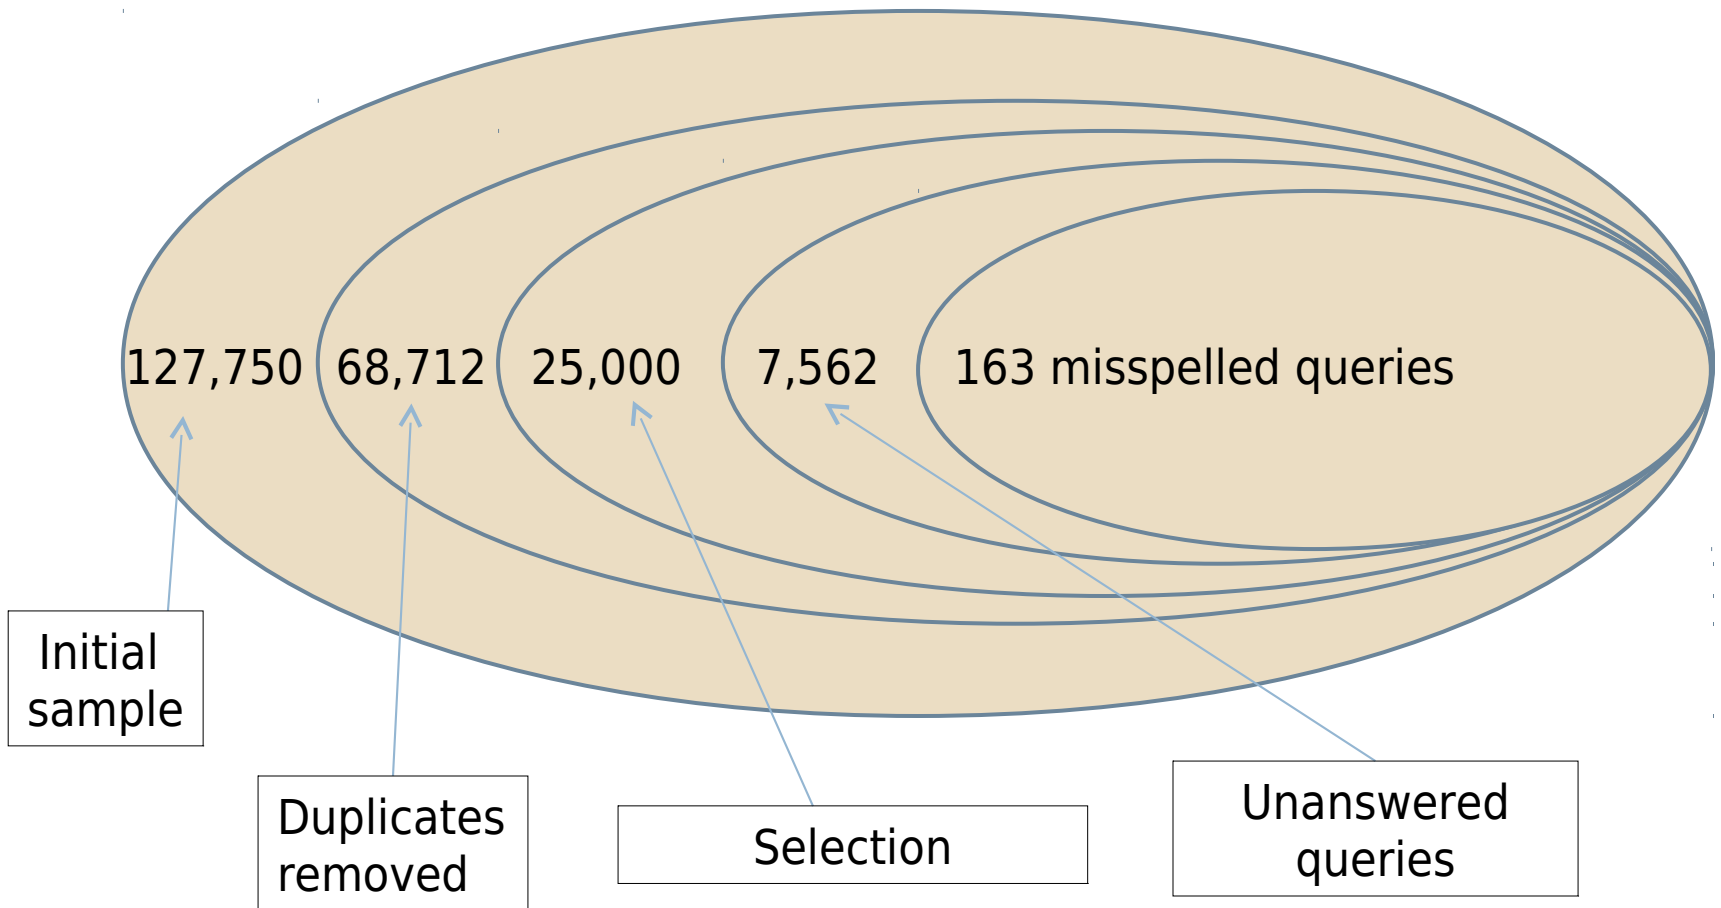 127,750
68,712
25,000
7,562
163 misspelled queries
Initial
sample
Duplicates
removed
Selection
Unanswered
queries